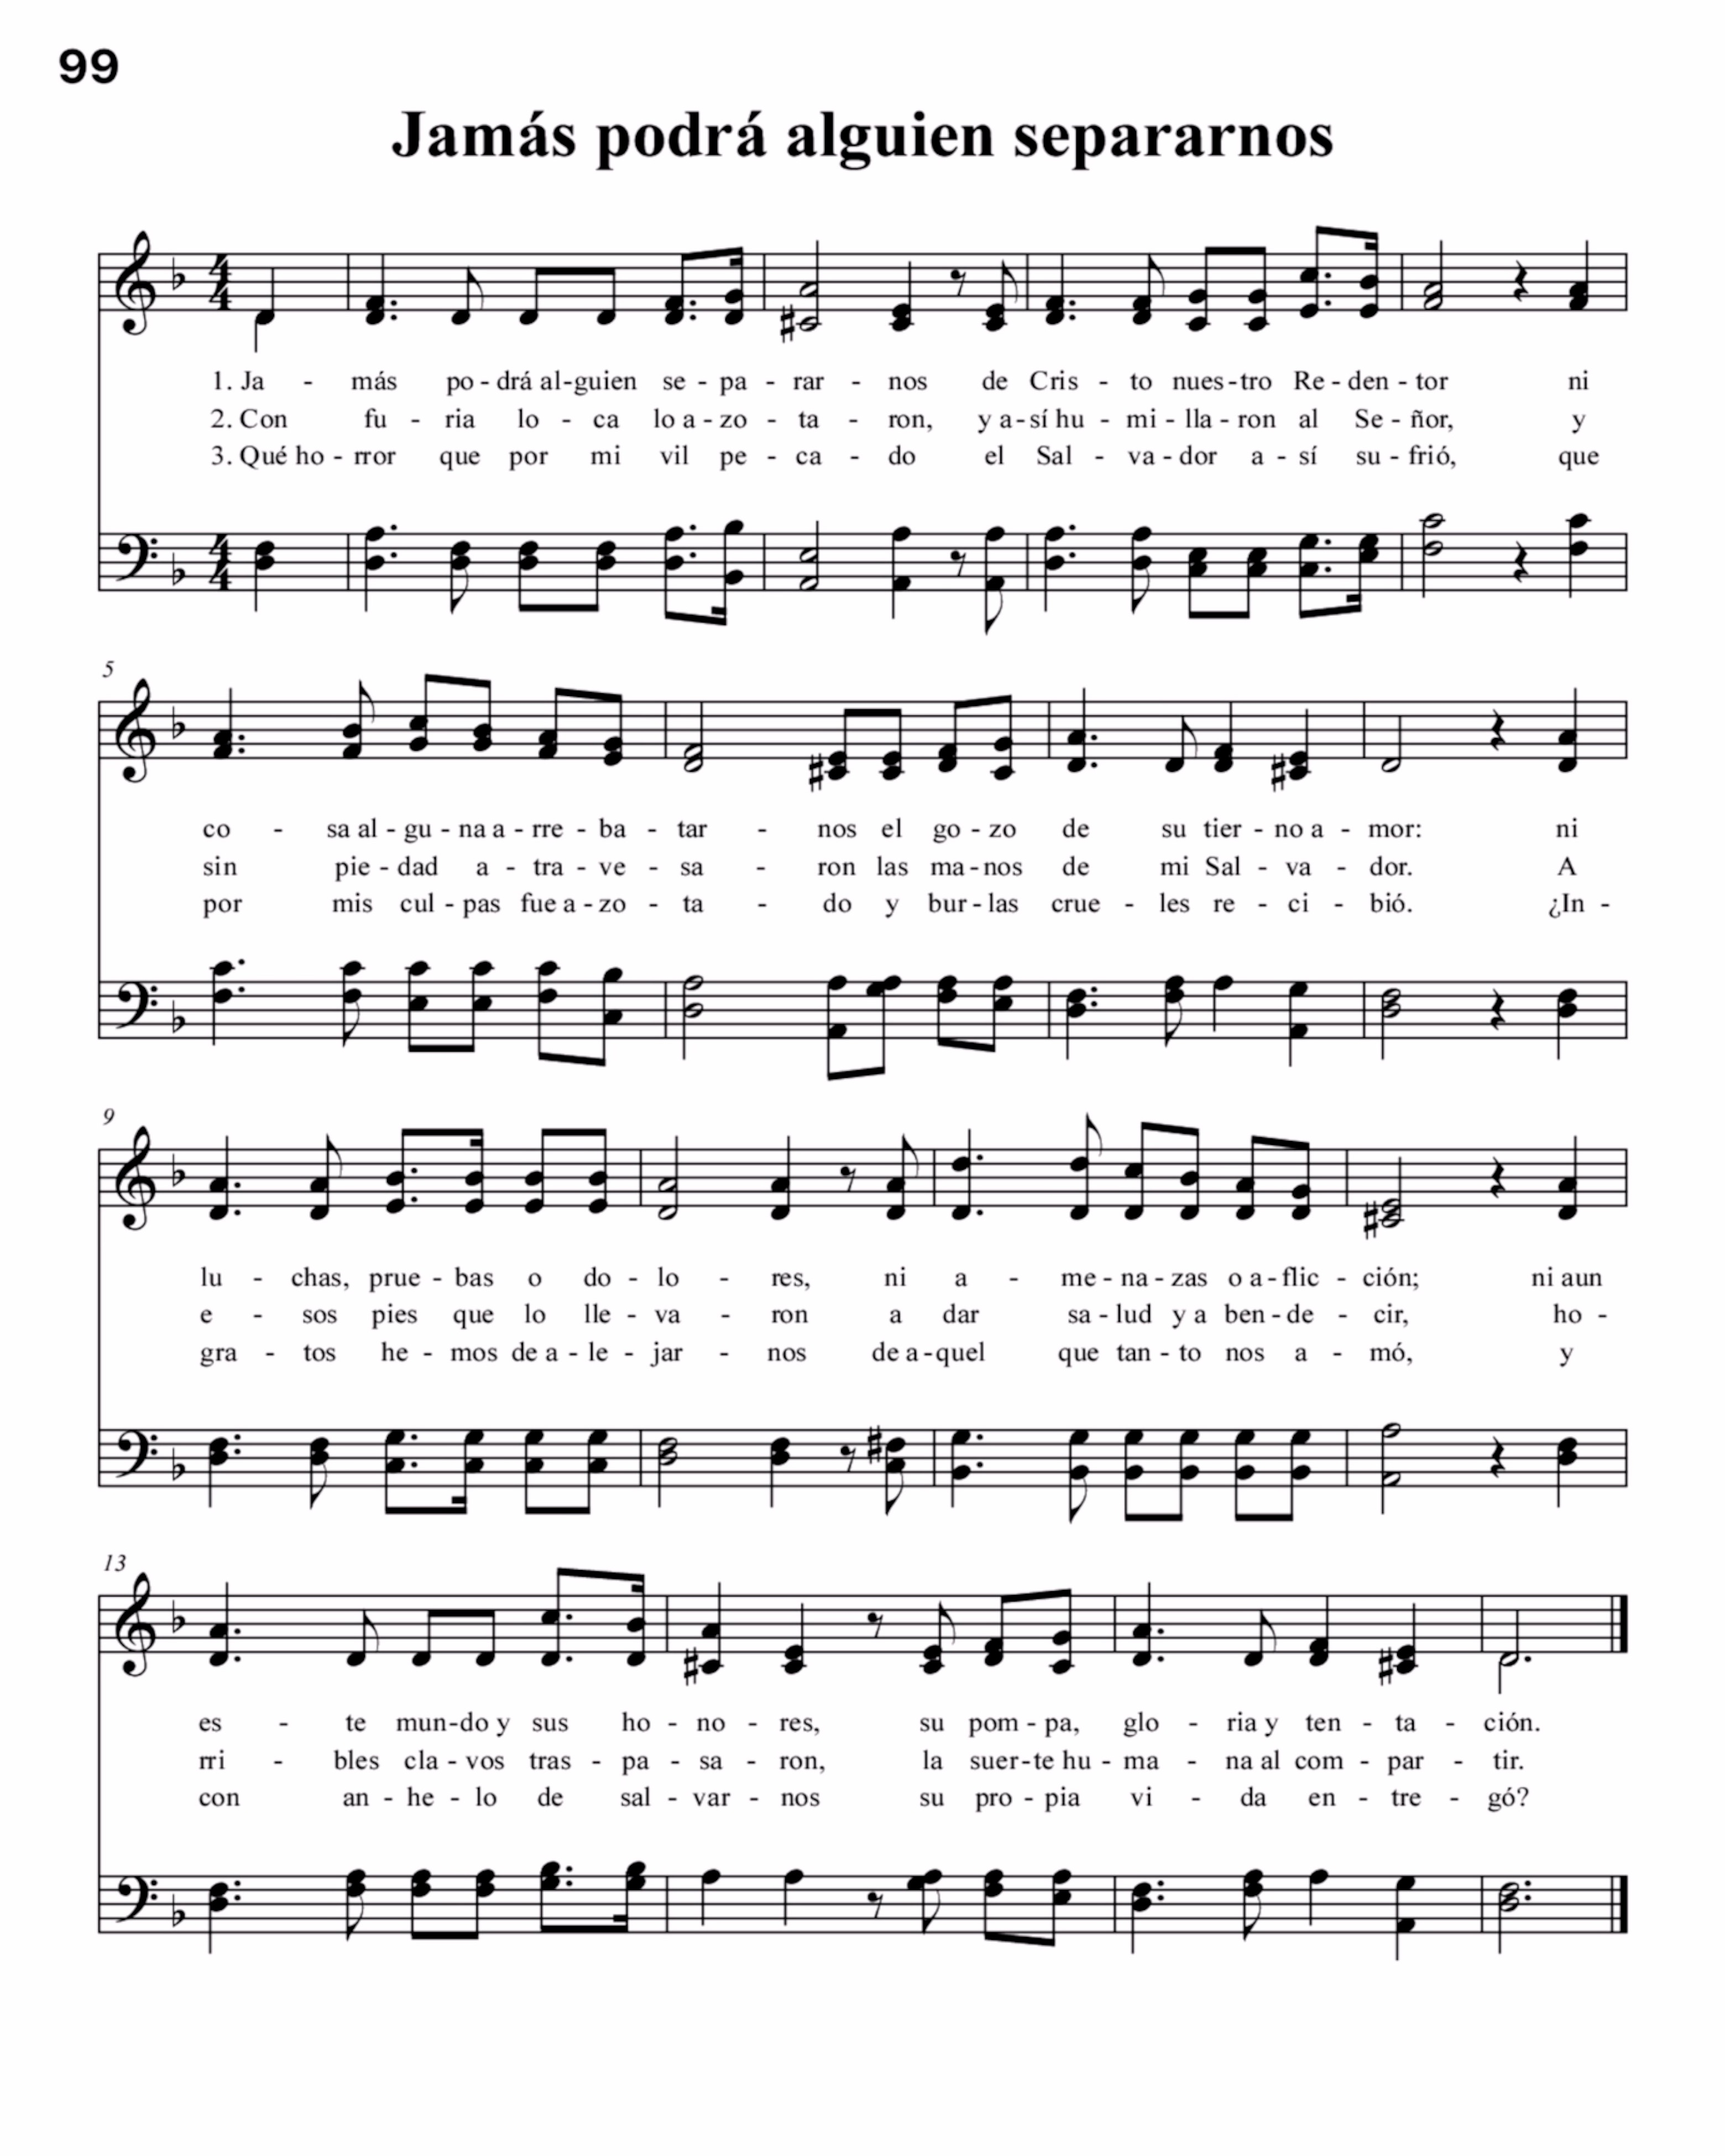 99
Jamás podrá alguien separarnos
1. Ja - más po - drá al - guien se - pa - rar - nos de Cris - to nues - tro Re - den - tor ni
2. Con fu - ria lo - ca lo a - zo - ta - ron, y a - sí hu - mi - lla - ron al Se - ñor, y
3. Qué ho - rror que por mi vil pe - ca - do el Sal - va - dor a - sí su - frió, que
5
co - sa al - gu - na a - rre - ba - tar - nos el go - zo de su tier - no a - mor: ni
sin pie - dad a - tra - ve - sa - ron las ma - nos de mi Sal - va - dor. A
por mis cul - pas fue a - zo - ta - do y bur - las crue - les re - ci - bió. ¿In -
9
lu - chas, prue - bas o do - lo - res, ni a - me - na - zas o a - flic - ción; ni aun
e - sos pies que lo lle - va - ron a dar sa - lud y a ben - de - cir, ho -
gra - tos he - mos de a - le - jar - nos de a - quel que tan - to nos a - mó, y
13
es - te mun - do y sus ho - no - res, su pom - pa, glo - ria y ten - ta - ción.
rri - bles cla - vos tras - pa - sa - ron, la suer - te hu - ma - na al com - par - tir.
con an - he - lo de sal - var - nos su pro - pia vi - da en - tre - gó?